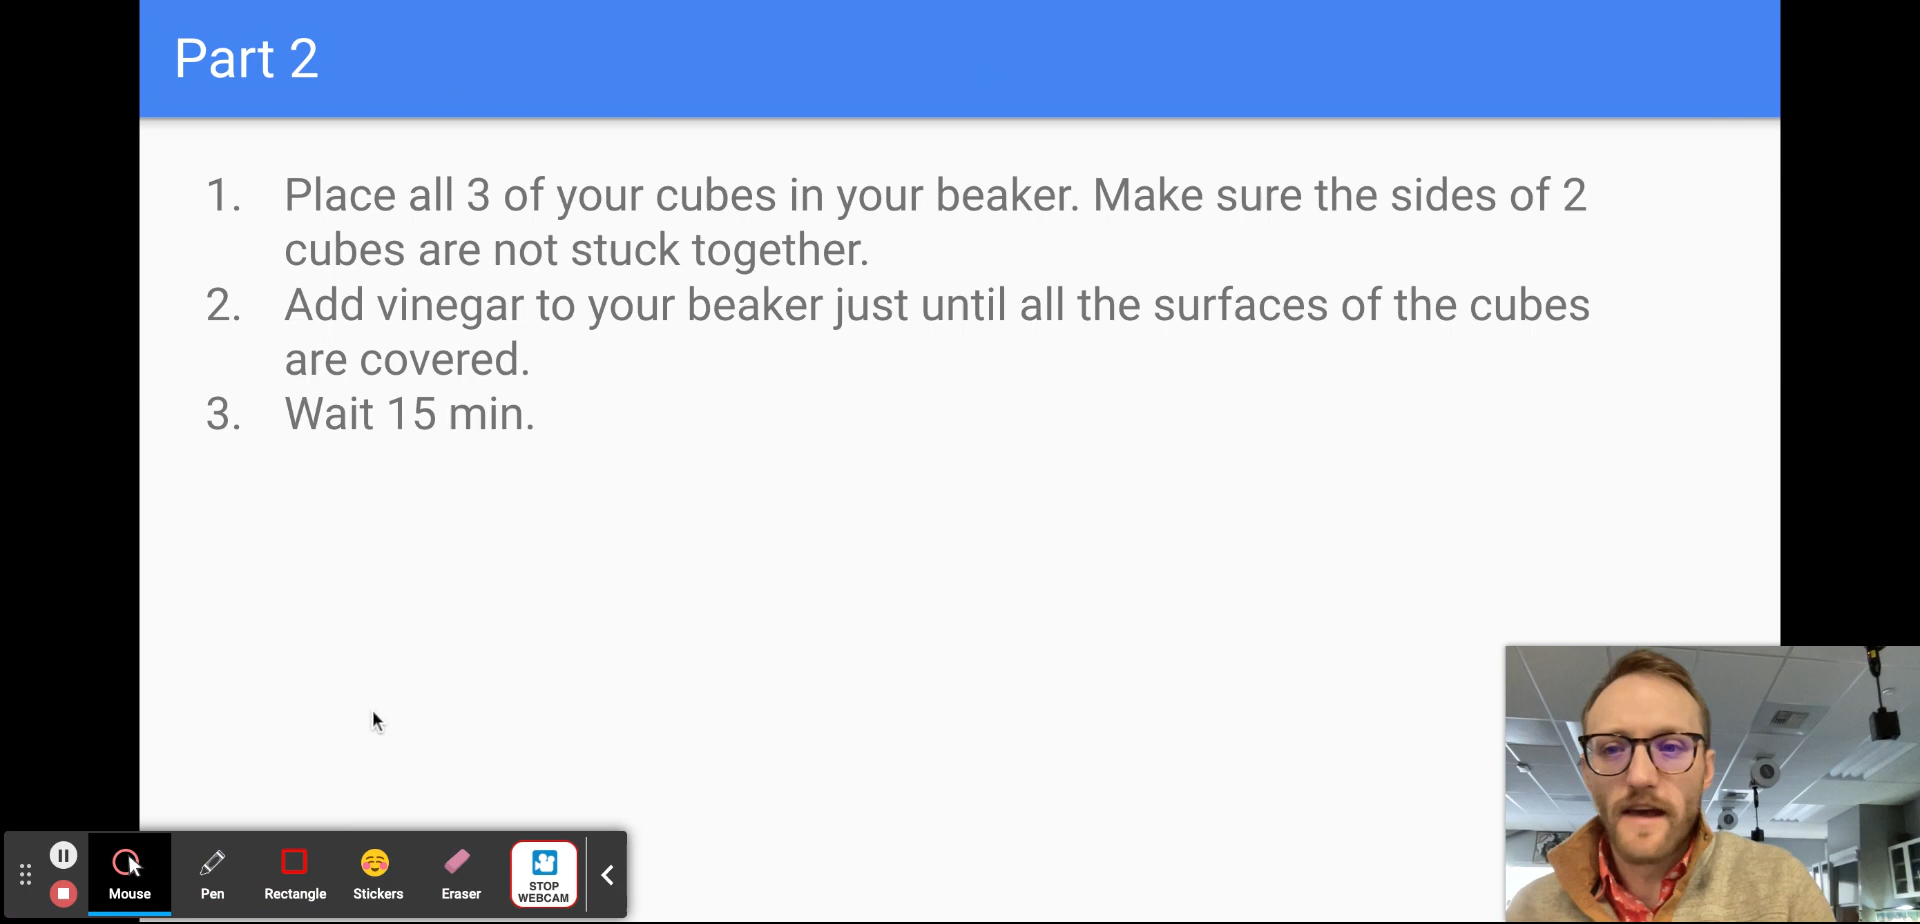 Part 2
1. Place all 3 of your cubes in your beaker. Make sure the sides of 2
cubes are not stuck together.
2. Add vinegar to your beaker just until all the surfaces of the cubes
are covered.
3. Wait 15 min.
Mouse
Pen
Rectangle
Stickers
Eraser
STOP
WEBCAM